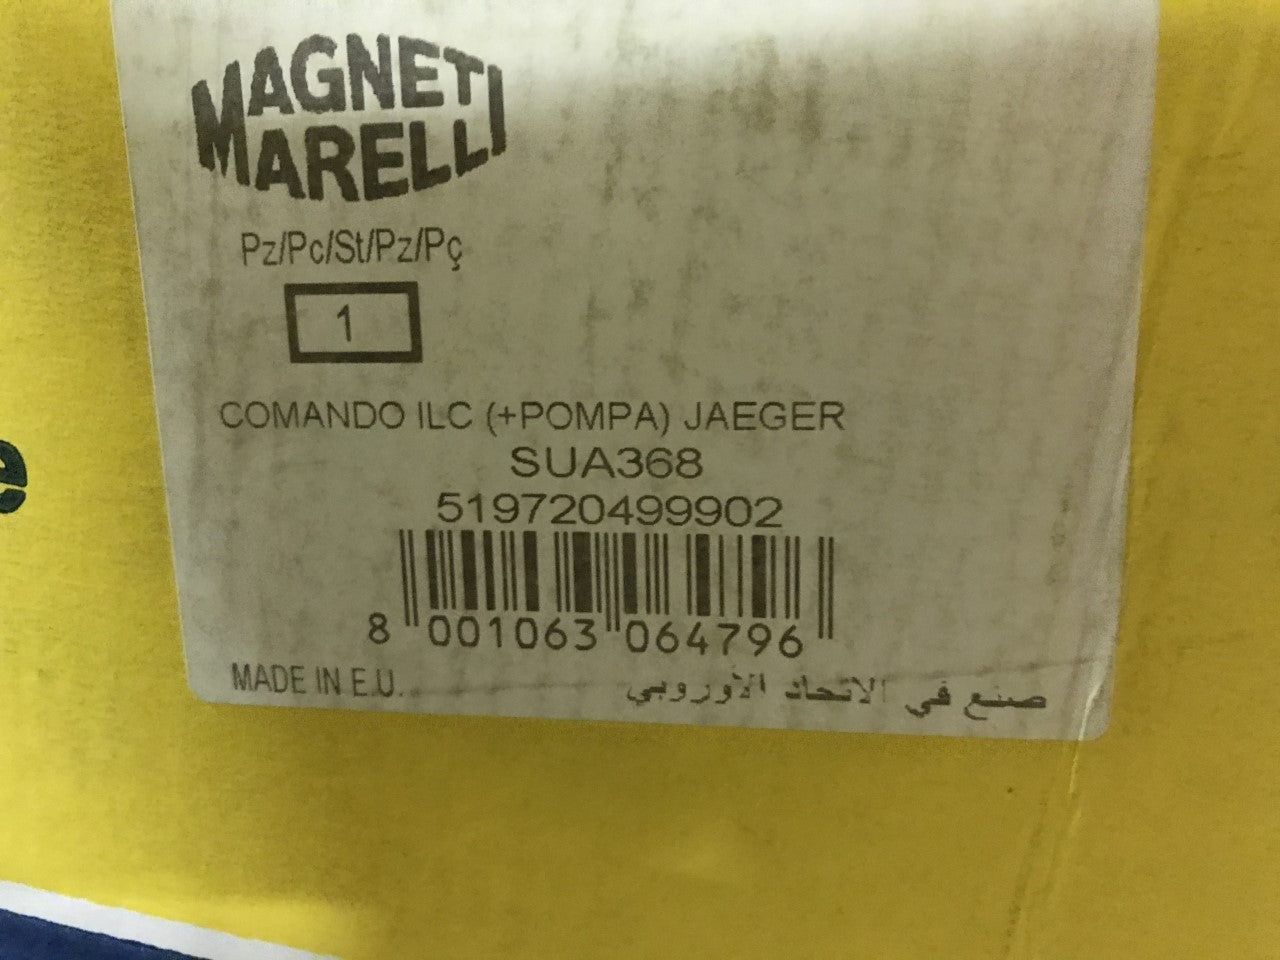 MAGNETI
MARELLI
Pz/Pc/St/Pz/Pç
1
COMANDO ILC (+POMPA) JAEGER
SUA368
519720499902
8 001063 064796
MADE IN E.U.
صنع في الاتحاد الأوروبي
e